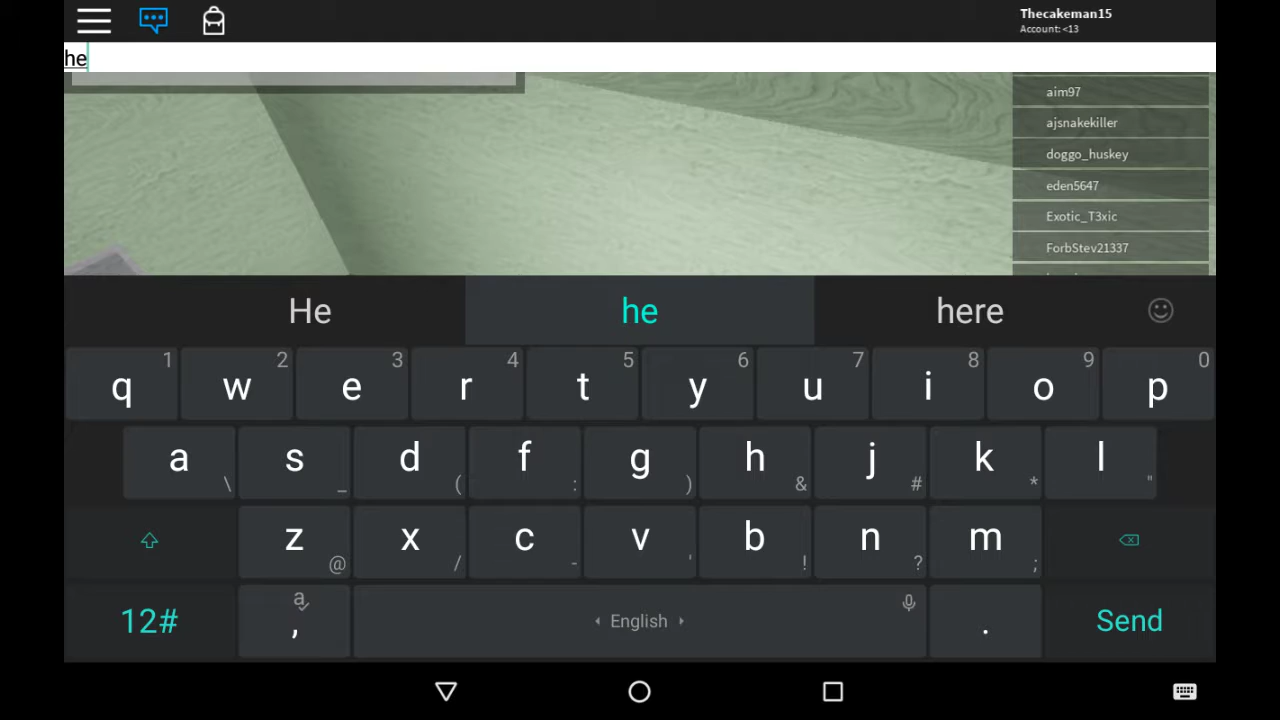 Thecakeman15
Account: <13
he
aim97
ajsnakekiller
doggo_huskey
eden5647
Exotic_T3xic
ForbStev21337
He he here
1 2 3 4 5 6 7 8 9 0
q w e r t y u i o p
a s d f g h j k l
\ _ ( : ) & # * "
z x c v b n m
@ / - ' ! ? ;
a
12# , English . Send